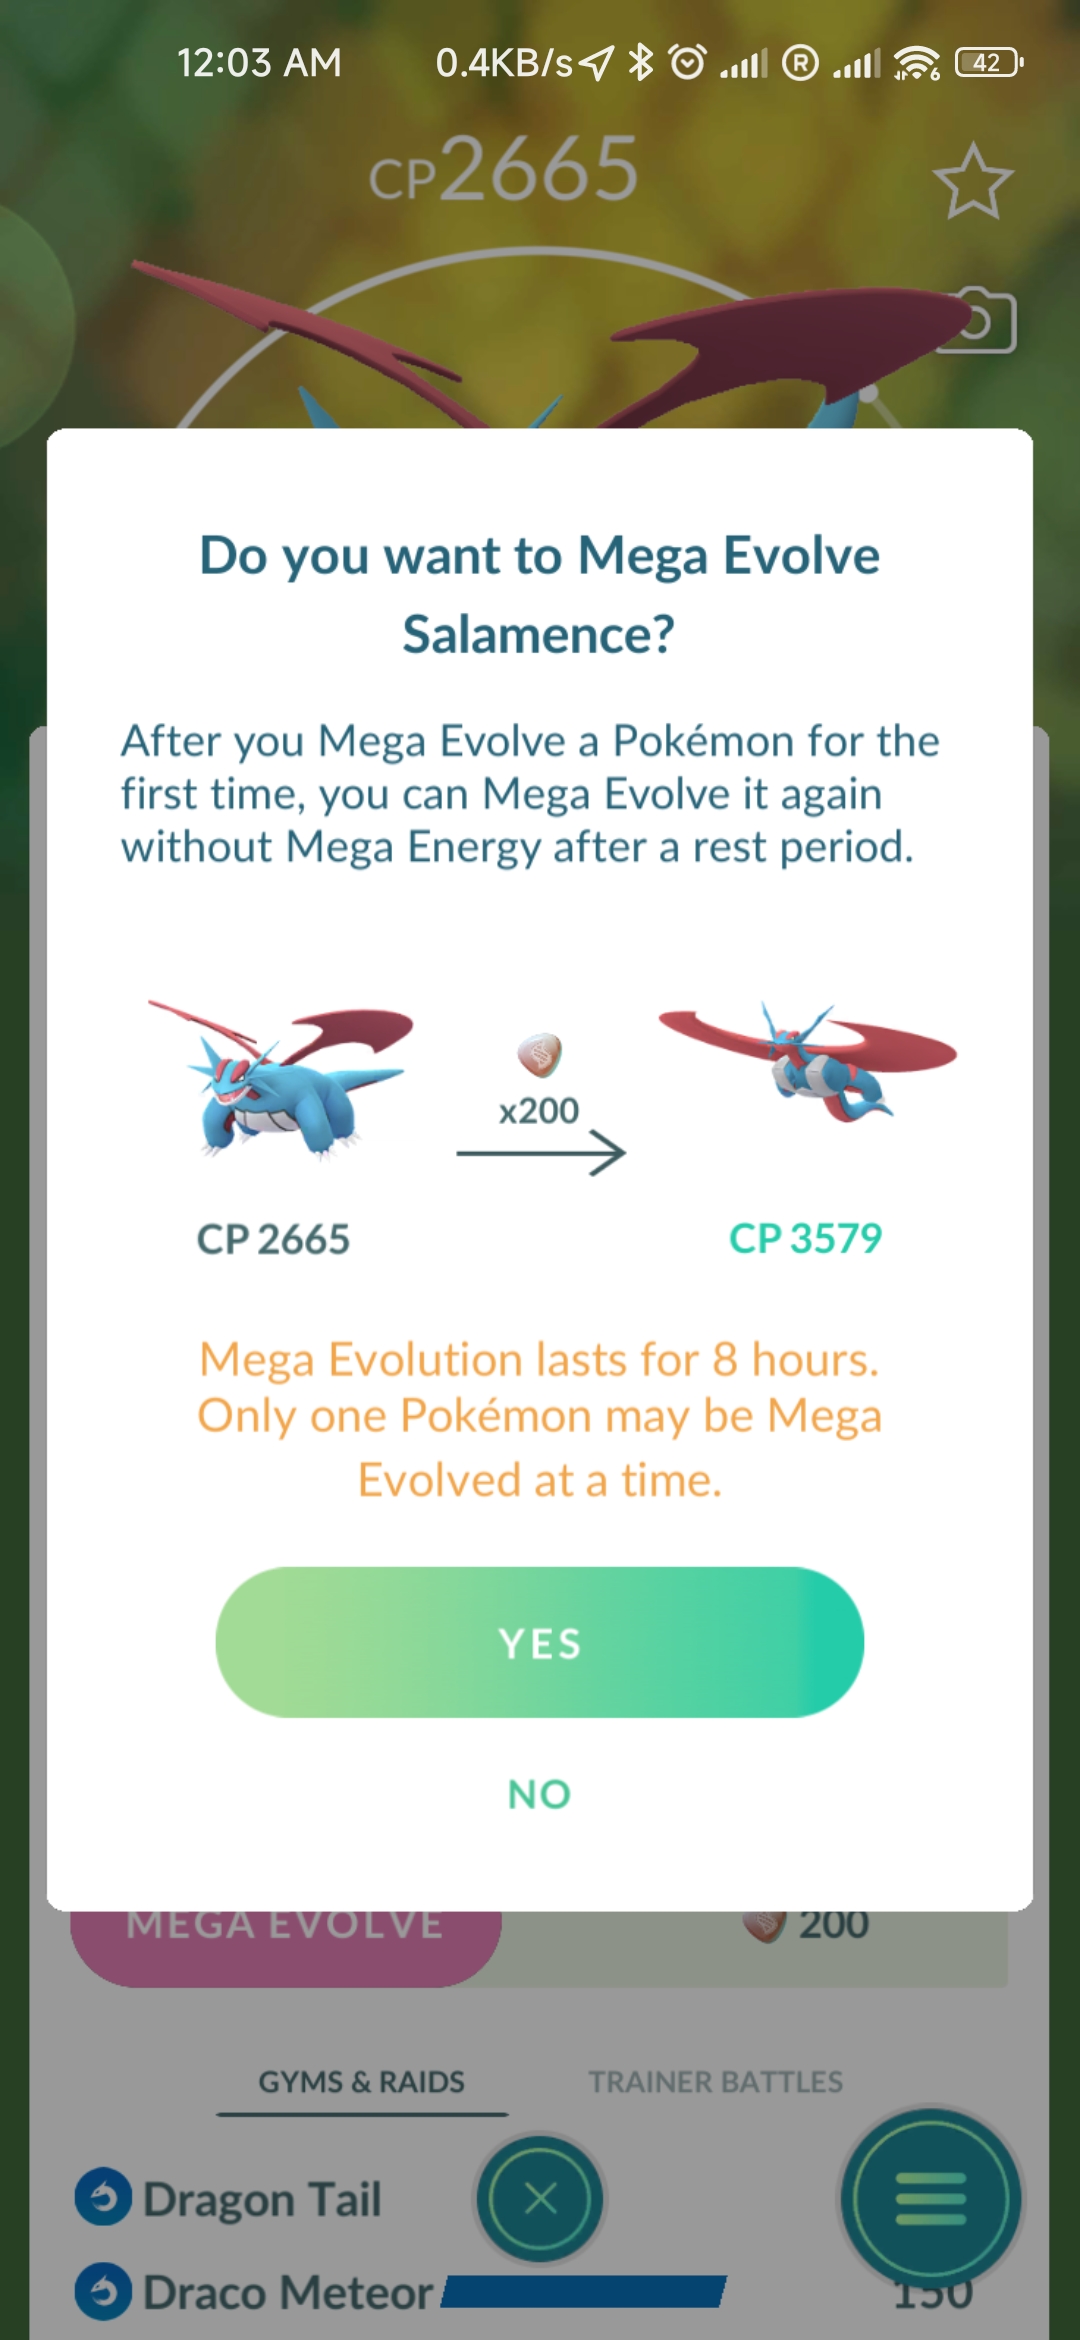 12:03 AM 0.4KB/s 42
CP2665
Do you want to Mega Evolve
Salamence?
After you Mega Evolve a Pokémon for the
first time, you can Mega Evolve it again
without Mega Energy after a rest period.
x200
CP 2665 CP 3579
Mega Evolution lasts for 8 hours.
Only one Pokémon may be Mega
Evolved at a time.
YES
NO
MEGA EVOLVE 200
GYMS & RAIDS TRAINER BATTLES
Dragon Tail
Draco Meteor 150